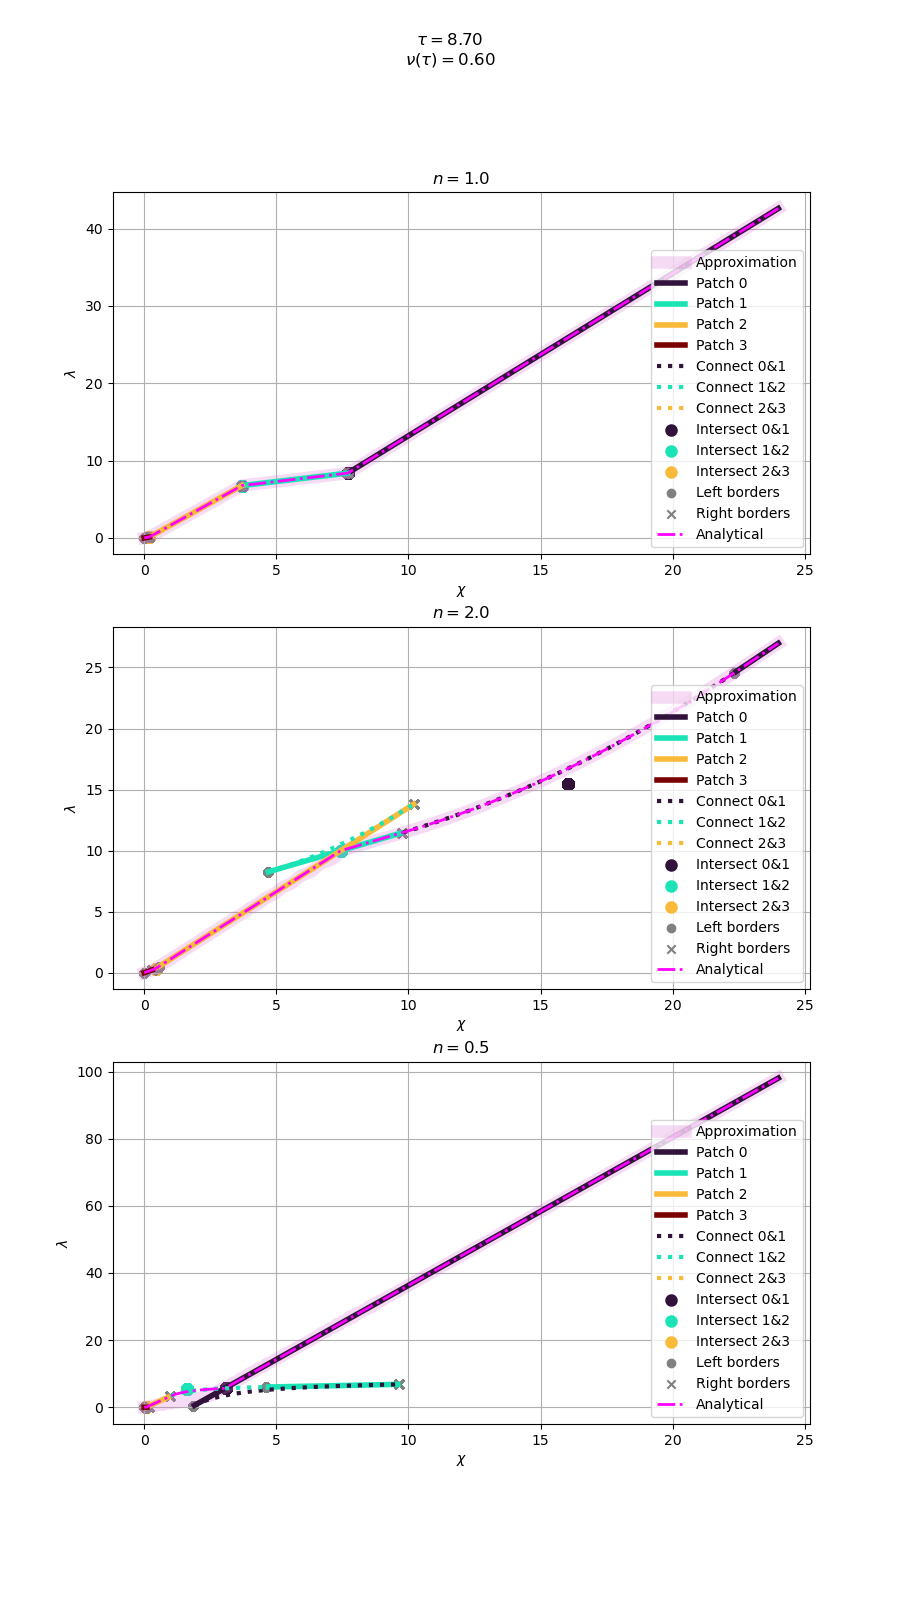 τ = 8.70
ν(τ) = 0.60
n = 1.0
40
30
20
10
0
λ
0 5 10 15 20 25
χ
Approximation
Patch 0
Patch 1
Patch 2
Patch 3
Connect 0&1
Connect 1&2
Connect 2&3
Intersect 0&1
Intersect 1&2
Intersect 2&3
Left borders
Right borders
Analytical
n = 2.0
25
20
15
10
5
0
λ
0 5 10 15 20 25
χ
Approximation
Patch 0
Patch 1
Patch 2
Patch 3
Connect 0&1
Connect 1&2
Connect 2&3
Intersect 0&1
Intersect 1&2
Intersect 2&3
Left borders
Right borders
Analytical
n = 0.5
100
80
60
40
20
0
λ
0 5 10 15 20 25
χ
Approximation
Patch 0
Patch 1
Patch 2
Patch 3
Connect 0&1
Connect 1&2
Connect 2&3
Intersect 0&1
Intersect 1&2
Intersect 2&3
Left borders
Right borders
Analytical